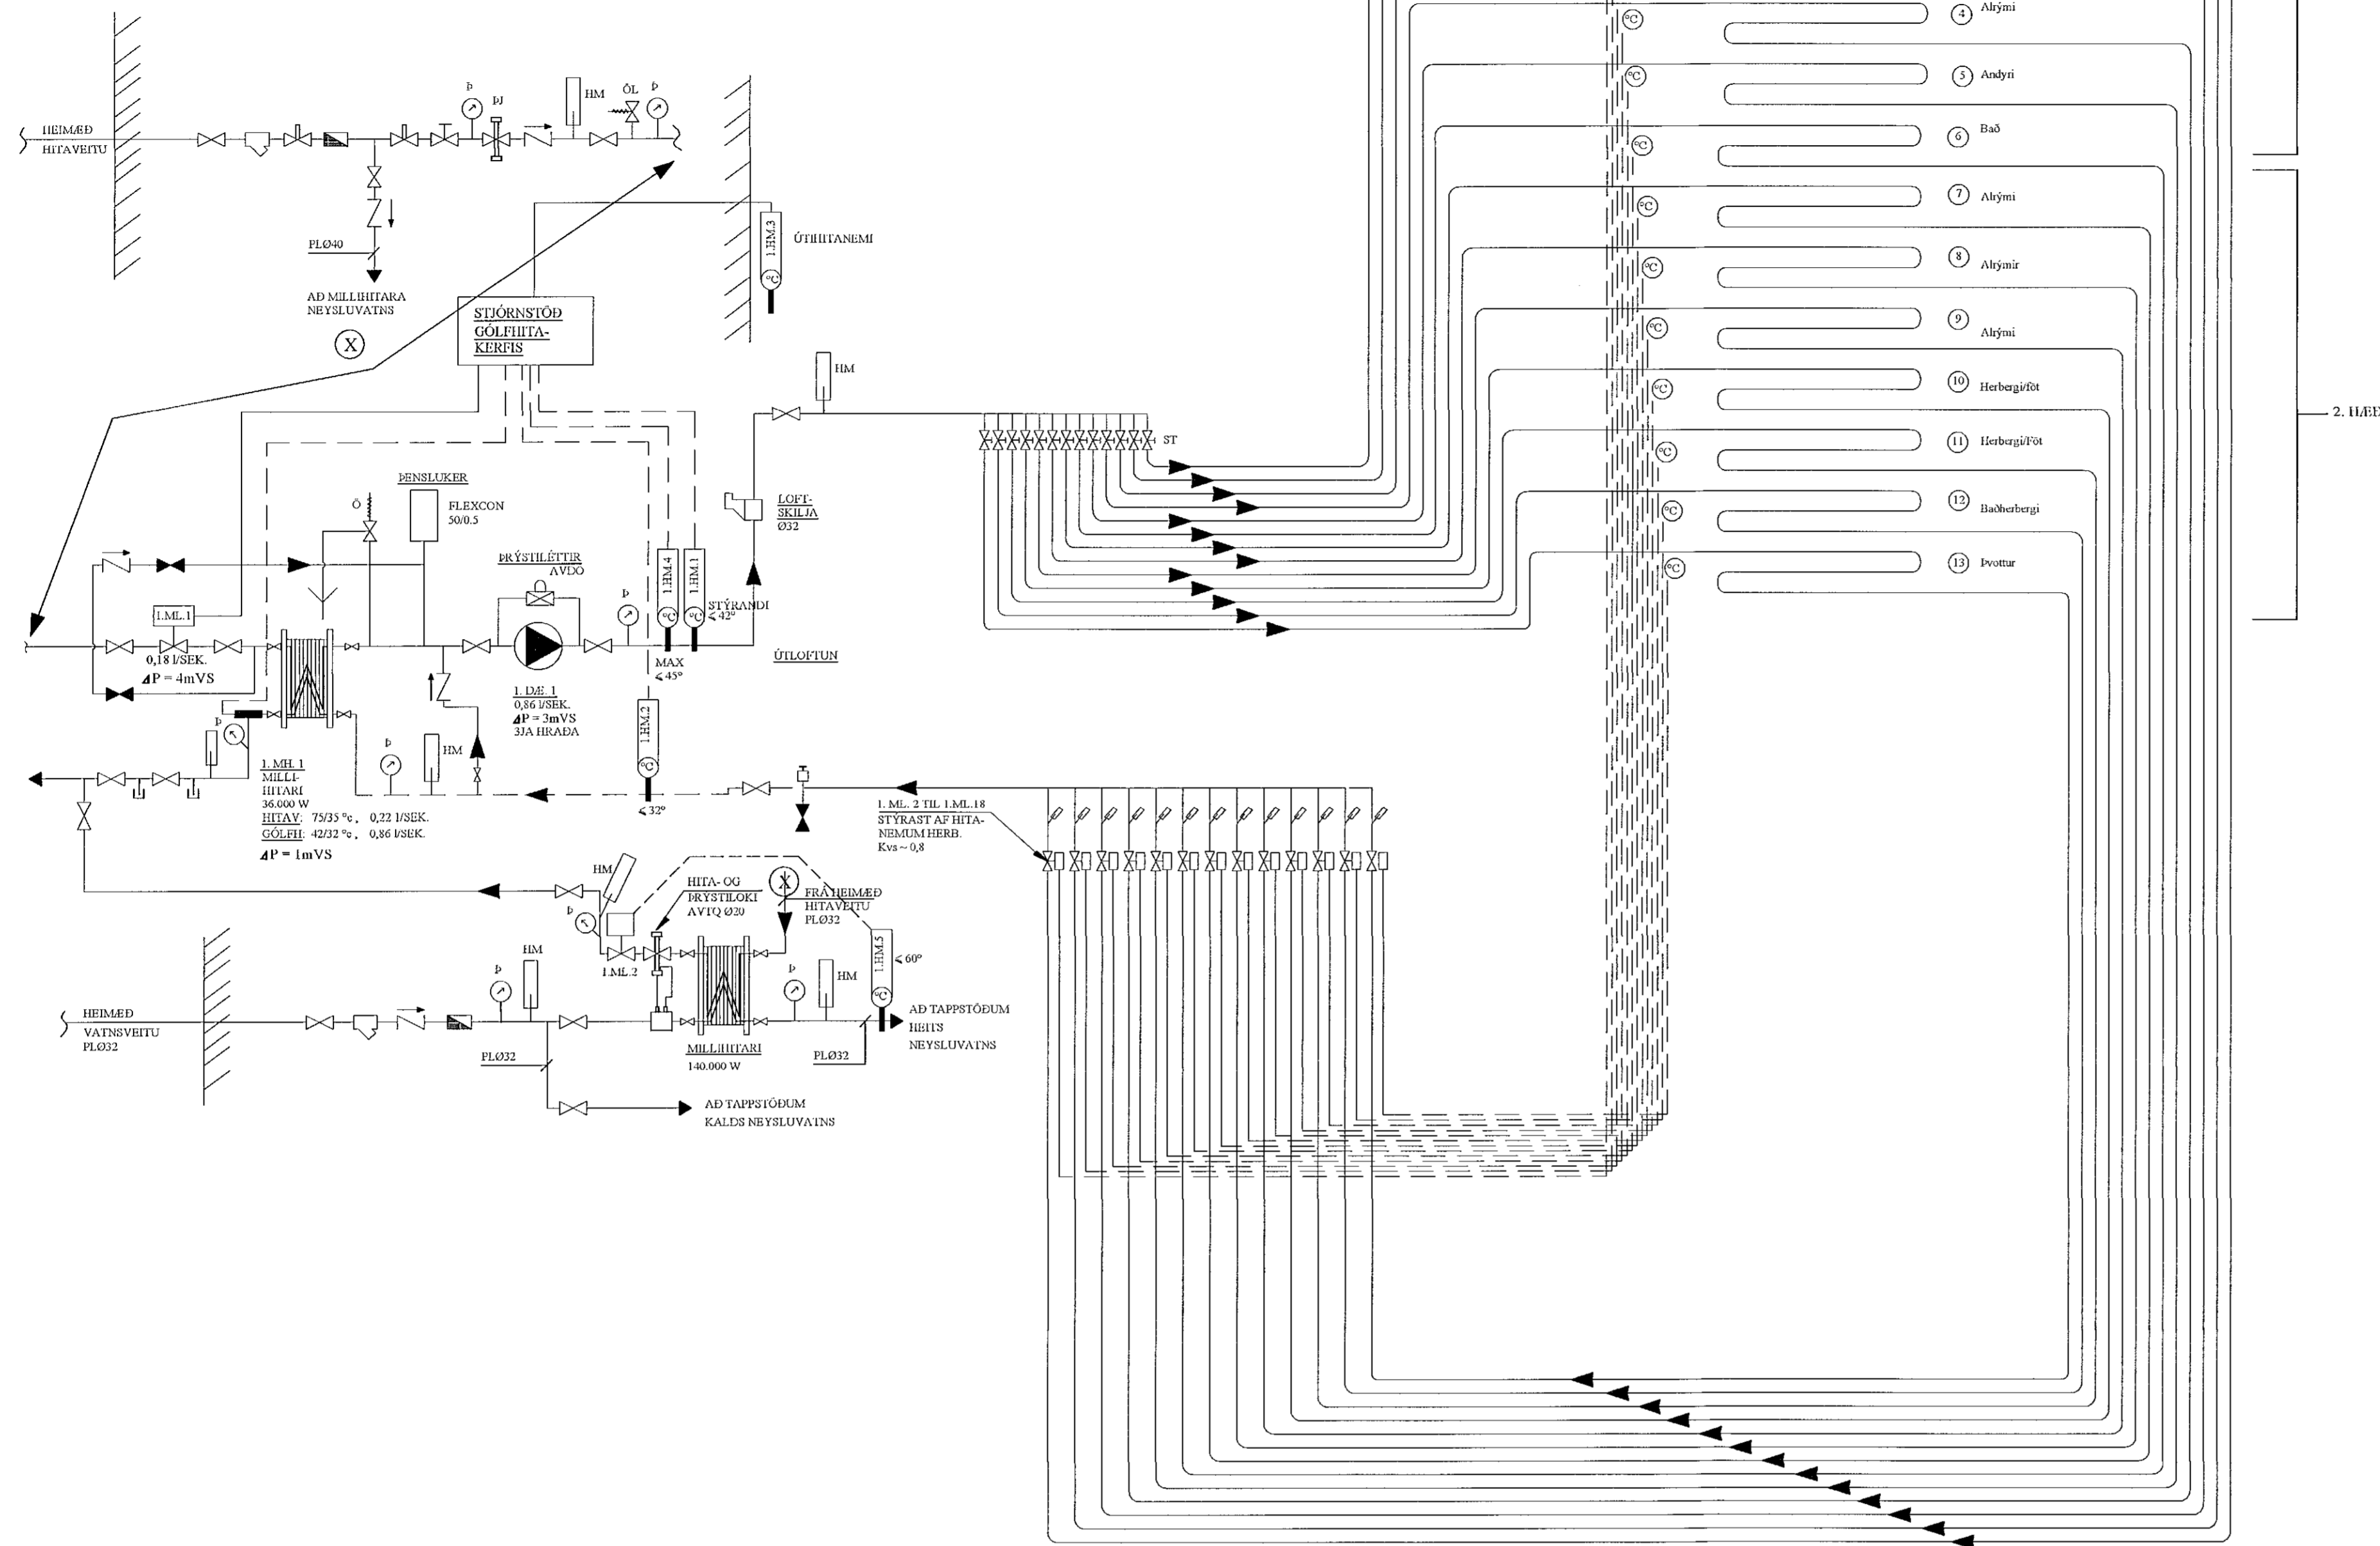 HEIMÆÐ
HITAVEITU
Þ
ÞJ
HM
ÖL
Þ
PLØ40
AÐ MILLIHITARA
NEYSLUVATNS
X
STJÓRNSTÖÐ
GÓLFHITA-
KERFIS
1.HM.3
°C
ÚTIHITANEMI
HM
ST
LOFT-
SKILJA
Ø32
ÞENSLUKER
FLEXCON
50/0.5
Ö
ÞRÝSTILÉTTIR
AVDO
Þ
1.HM.4
°C
1.HM.1
°C
STÝRANDI
⩽42°
MAX
⩽45°
ÚTLOFTUN
1.ML.1
0,18 l/SEK.
ΔP = 4mVS
1. DÆ. 1
0,86 l/SEK.
ΔP = 3mVS
3JA HRAÐA
1.HM.2
°C
⩽32°
Þ
Þ
HM
1. MH. 1
MILLI-
HITARI
36.000 W
HITAV: 75/35 °c, 0,22 l/SEK.
GÓLFH: 42/32 °c, 0,86 l/SEK.
ΔP = 1mVS
1. ML. 2 TIL 1.ML.18
STÝRAST AF HITA-
NEMUM HERB.
Kvs ~ 0,8
HM
Þ
HITA- OG
ÞRÝSTILOKI
AVTQ Ø20
X
FRÁ HEIMÆÐ
HITAVEITU
PLØ32
1.ML.2
1.HM.5
°C
⩽60°
HEIMÆÐ
VATNSVEITU
PLØ32
Þ
HM
Þ
HM
MILLIHITARI
140.000 W
PLØ32
PLØ32
AÐ TAPPSTÖÐUM
HEITS
NEYSLUVATNS
AÐ TAPPSTÖÐUM
KALDS NEYSLUVATNS
°C
4 Alrými
°C
5 Andyri
°C
6 Bað
°C
7 Alrými
°C
8 Alrýmir
°C
9 Alrými
°C
10 Herbergi/föt
°C
11 Herbergi/Föt
°C
12 Baðherbergi
°C
13 Þvottur
2. HÆÐ